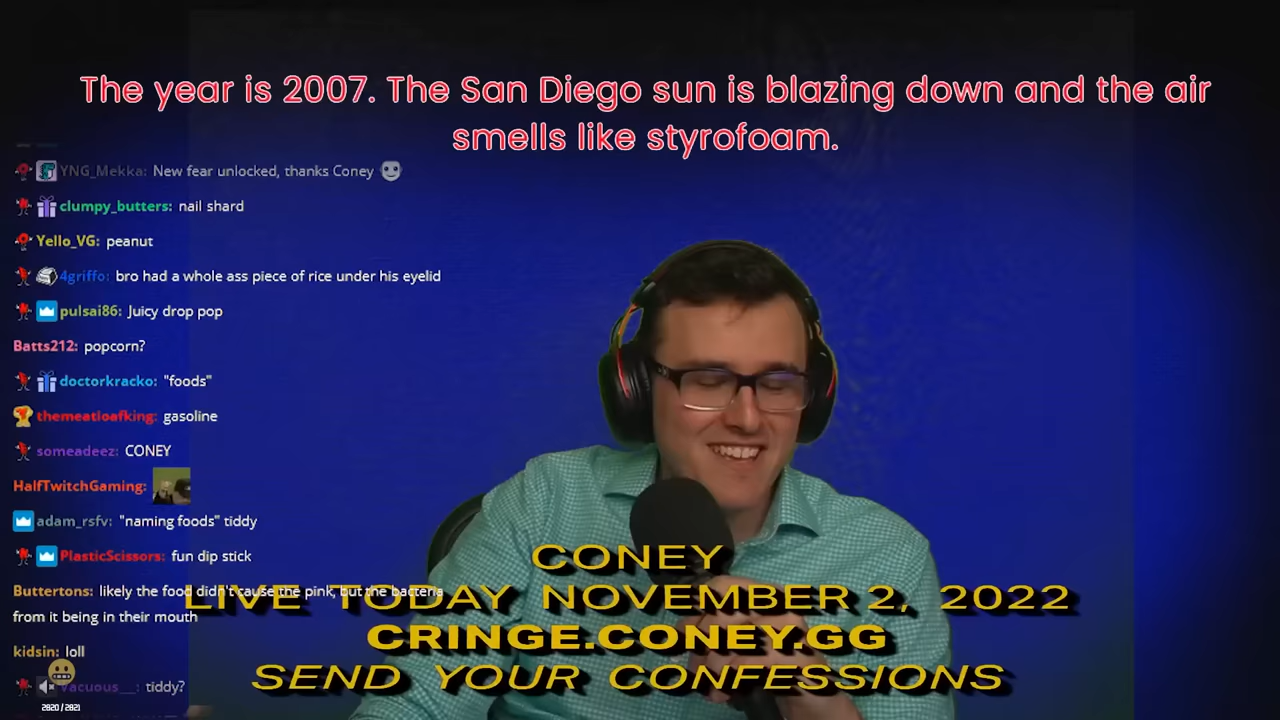 The year is 2007. The San Diego sun is blazing down and the air
smells like styrofoam.
YNG_Mekka: New fear unlocked, thanks Coney
clumpy_butters: nail shard
Yello_VG: peanut
4griffo: bro had a whole ass piece of rice under his eyelid
pulsai86: Juicy drop pop
Batts212: popcorn?
doctorkracko: "foods"
themeatloafking: gasoline
someadeez: CONEY
HalfTwitchGaming:
adam_rsfv: "naming foods" tiddy
PlasticScissors: fun dip stick
Buttertons: likely the food didn't cause the pink, but the bacteria
from it being in their mouth
kidsin: loll
Vacuous__: tiddy?
2820 / 2821
CONEY
LIVE TODAY NOVEMBER 2, 2022
CRINGE.CONEY.GG
SEND YOUR CONFESSIONS